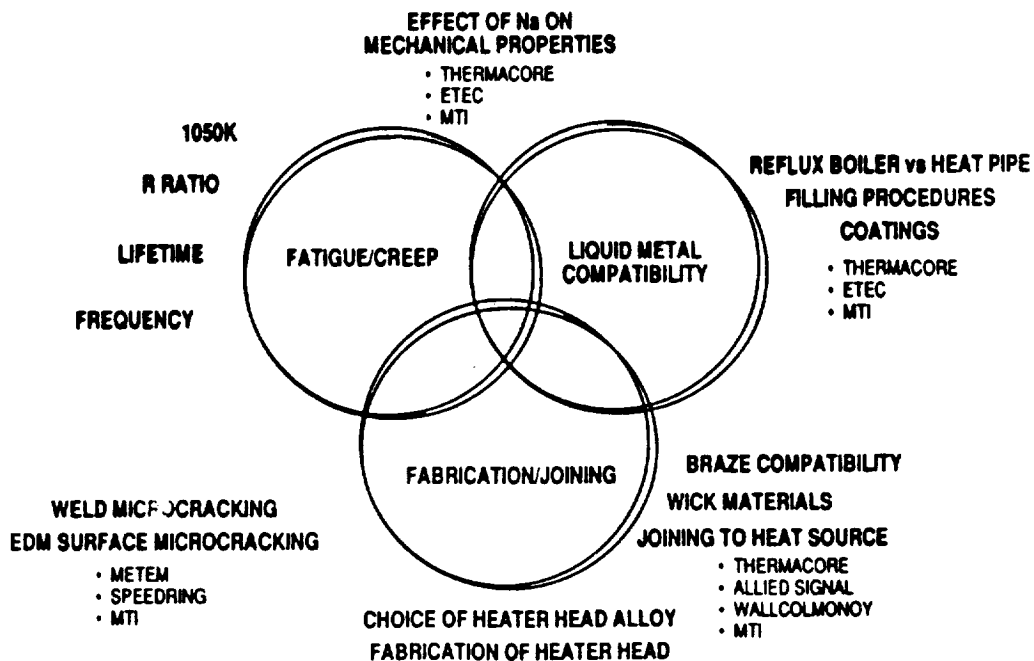 EFFECT OF Na ON
MECHANICAL PROPERTIES
• THERMACORE
• ETEC
• MTI
1050K
R RATIO
LIFETIME
FREQUENCY
FATIGUE/CREEP
LIQUID METAL
COMPATIBILITY
REFLUX BOILER vs HEAT PIPE
FILLING PROCEDURES
COATINGS
• THERMACORE
• ETEC
• MTI
FABRICATION/JOINING
WELD MICROCRACKING
EDM SURFACE MICROCRACKING
• METEM
• SPEEDRING
• MTI
BRAZE COMPATIBILITY
WICK MATERIALS
JOINING TO HEAT SOURCE
• THERMACORE
• ALLIED SIGNAL
• WALLCOLMONOY
• MTI
CHOICE OF HEATER HEAD ALLOY
FABRICATION OF HEATER HEAD